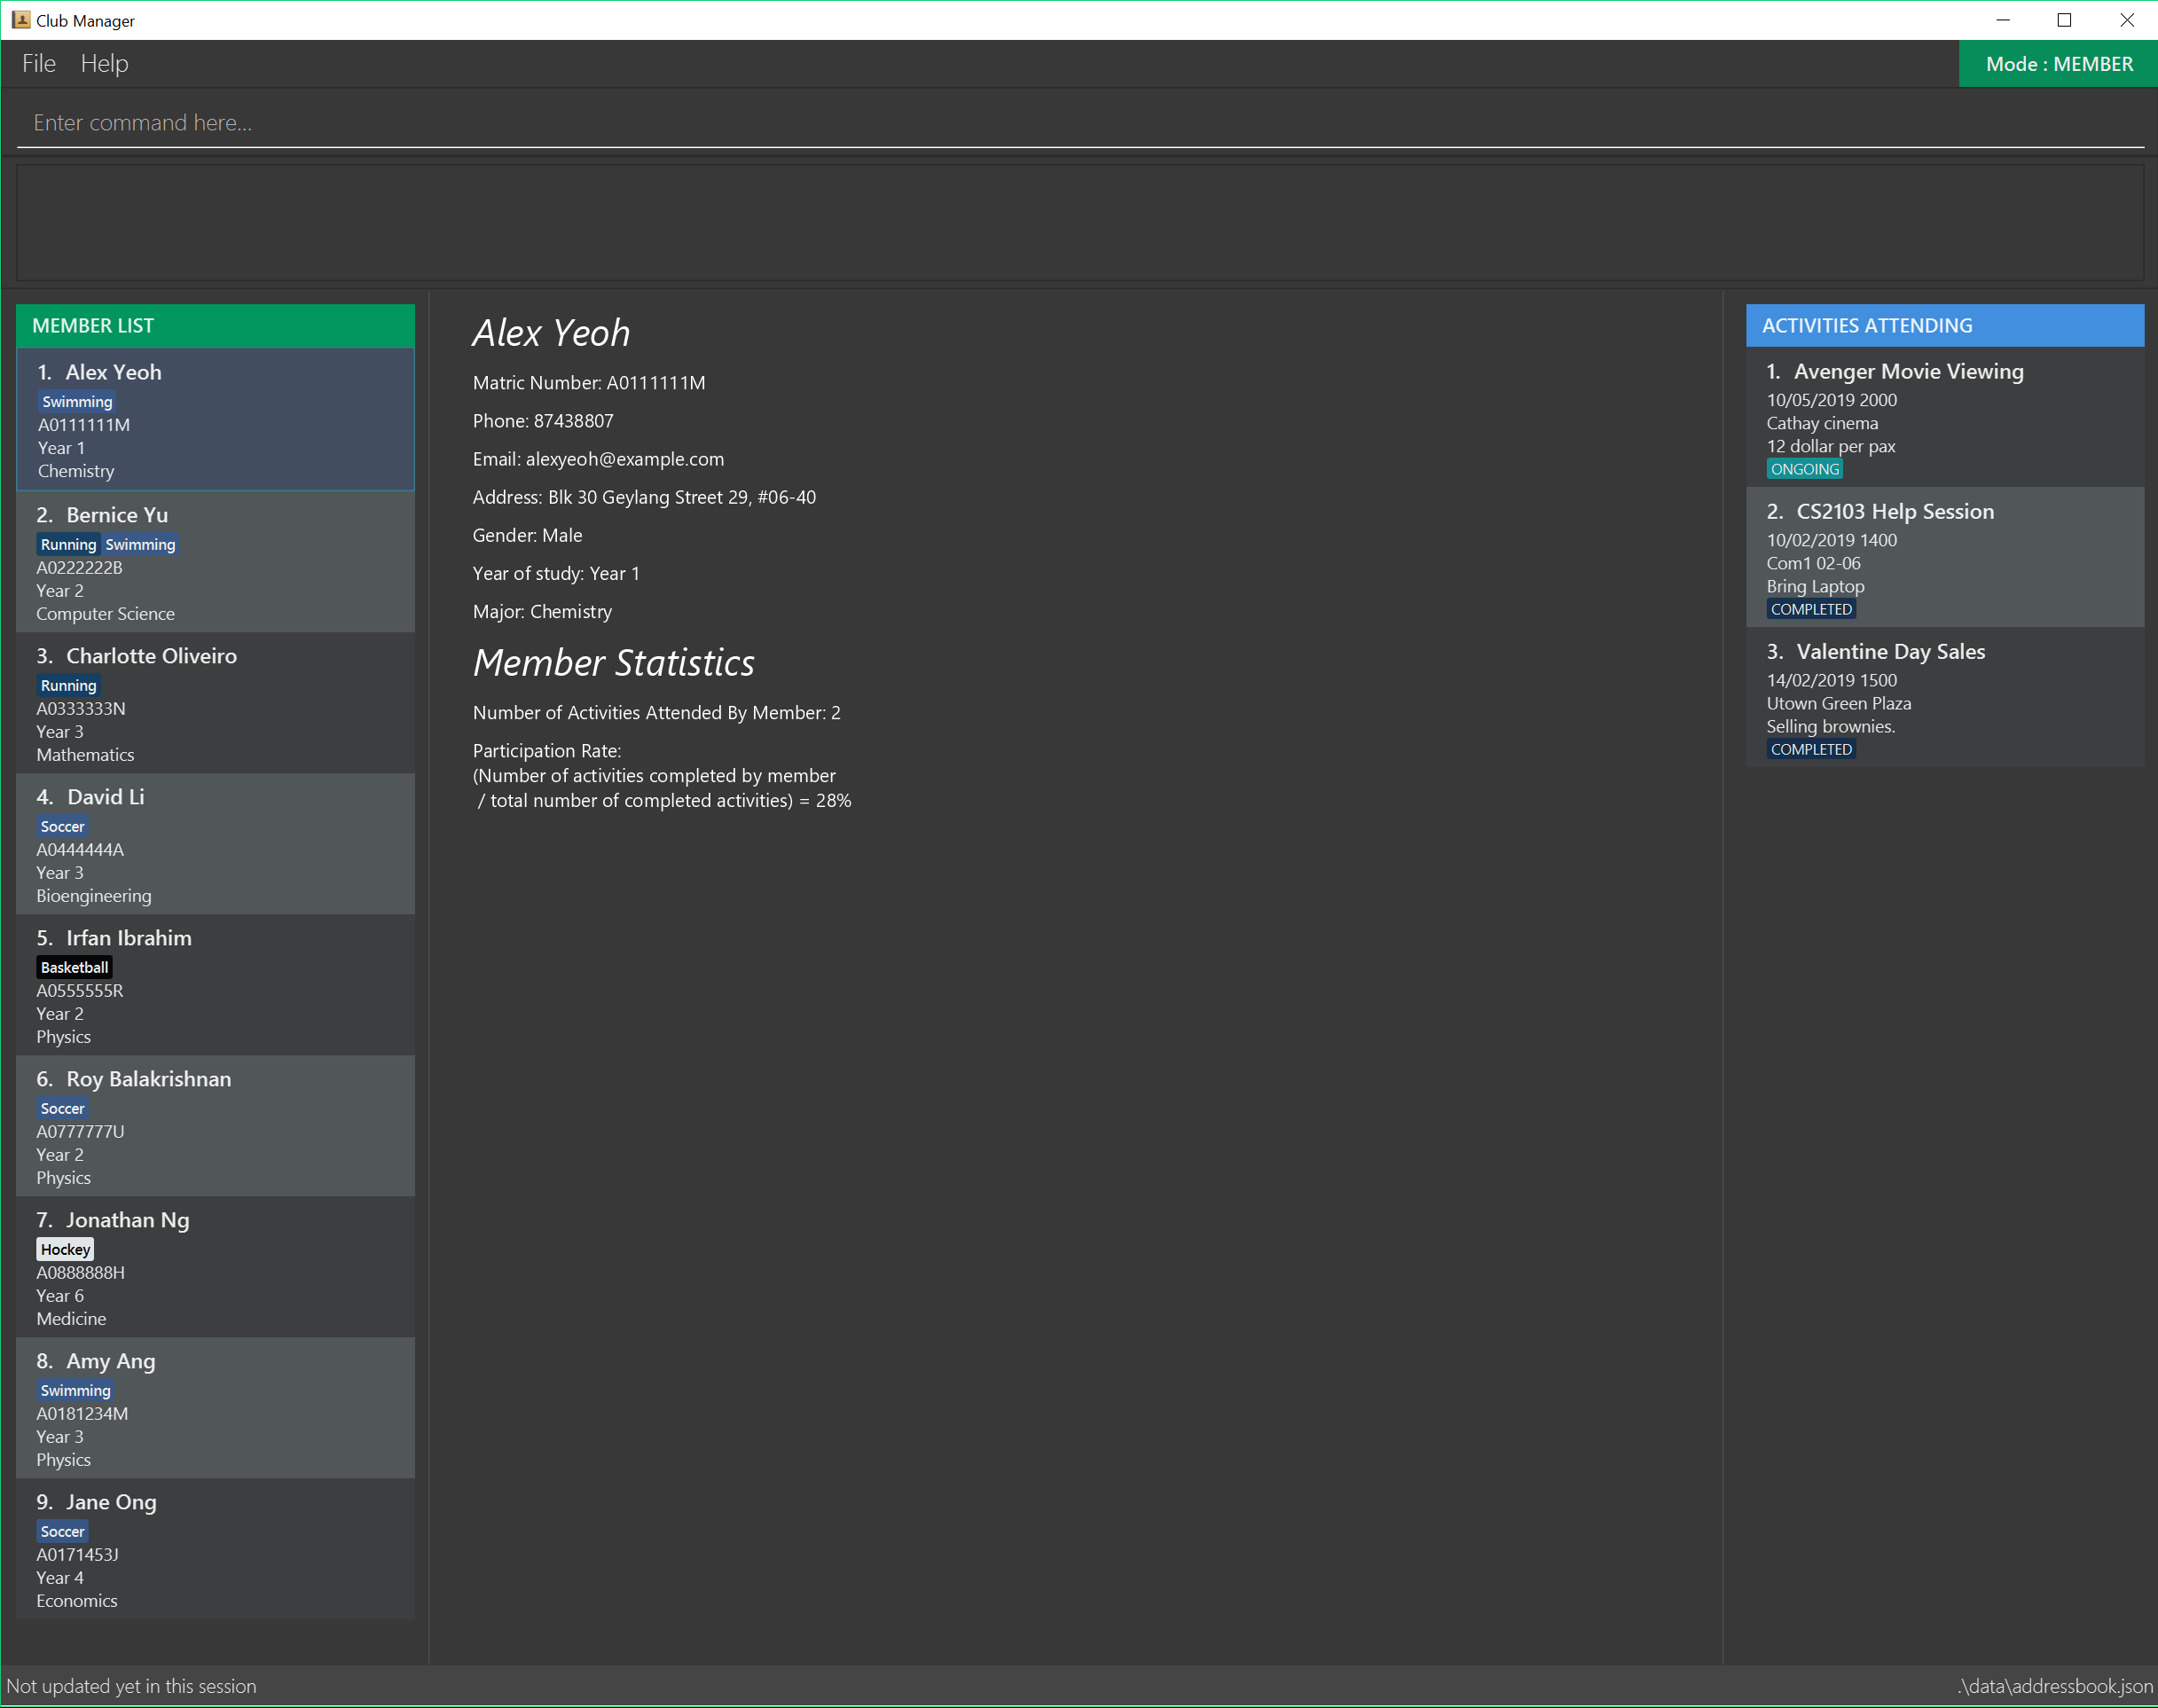 Club Manager
File Help
Mode : MEMBER
Enter command here...
MEMBER LIST
1. Alex Yeoh
Swimming
A0111111M
Year 1
Chemistry
2. Bernice Yu
Running Swimming
A0222222B
Year 2
Computer Science
3. Charlotte Oliveiro
Running
A0333333N
Year 3
Mathematics
4. David Li
Soccer
A0444444A
Year 3
Bioengineering
5. Irfan Ibrahim
Basketball
A0555555R
Year 2
Physics
6. Roy Balakrishnan
Soccer
A0777777U
Year 2
Physics
7. Jonathan Ng
Hockey
A0888888H
Year 6
Medicine
8. Amy Ang
Swimming
A0181234M
Year 3
Physics
9. Jane Ong
Soccer
A0171453J
Year 4
Economics
Alex Yeoh
Matric Number: A0111111M
Phone: 87438807
Email: alexyeoh@example.com
Address: Blk 30 Geylang Street 29, #06-40
Gender: Male
Year of study: Year 1
Major: Chemistry
Member Statistics
Number of Activities Attended By Member: 2
Participation Rate:
(Number of activities completed by member
/ total number of completed activities) = 28%
ACTIVITIES ATTENDING
1. Avenger Movie Viewing
10/05/2019 2000
Cathay cinema
12 dollar per pax
ONGOING
2. CS2103 Help Session
10/02/2019 1400
Com1 02-06
Bring Laptop
COMPLETED
3. Valentine Day Sales
14/02/2019 1500
Utown Green Plaza
Selling brownies.
COMPLETED
Not updated yet in this session
.\data\addressbook.json